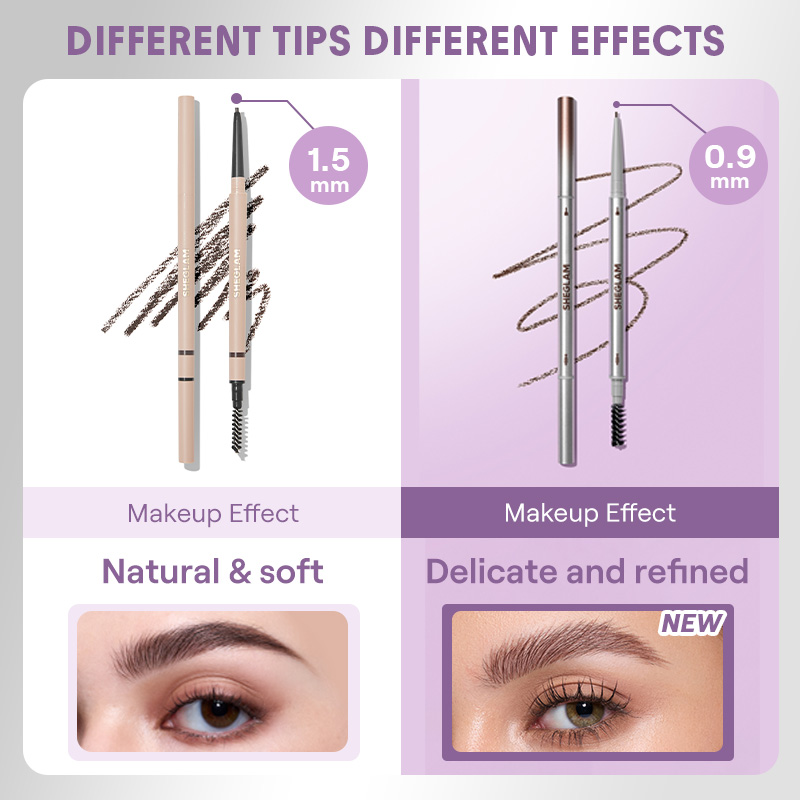 DIFFERENT TIPS DIFFERENT EFFECTS
1.5
mm
0.9
mm
SHEGLAM
SHEGLAM
SHEGLAM
SHEGLAM
Makeup Effect
Makeup Effect
Natural & soft
Delicate and refined
NEW